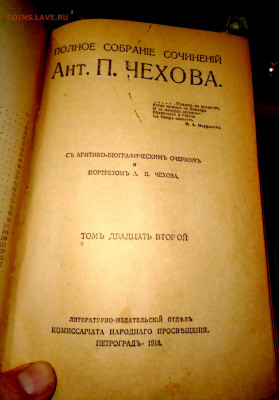 COINS.LAVE.RU
ПОЛНОЕ СОБРАНІЕ СОЧИНЕНІЙ
Ант. П. ЧЕХОВА.
СЪ КРИТИКО-БІОГРАФИЧЕСКИМЪ ОЧЕРКОМЪ
И
ПОРТРЕТОМЪ А. П. ЧЕХОВА.
ТОМЪ ДВАДЦАТЬ ВТОРОЙ
ЛИТЕРАТУРНО-ИЗДАТЕЛЬСКІЙ ОТДѢЛЪ
КОМИССАРІАТА НАРОДНАГО ПРОСВѢЩЕНІЯ.
ПЕТРОГРАДЪ—1918.